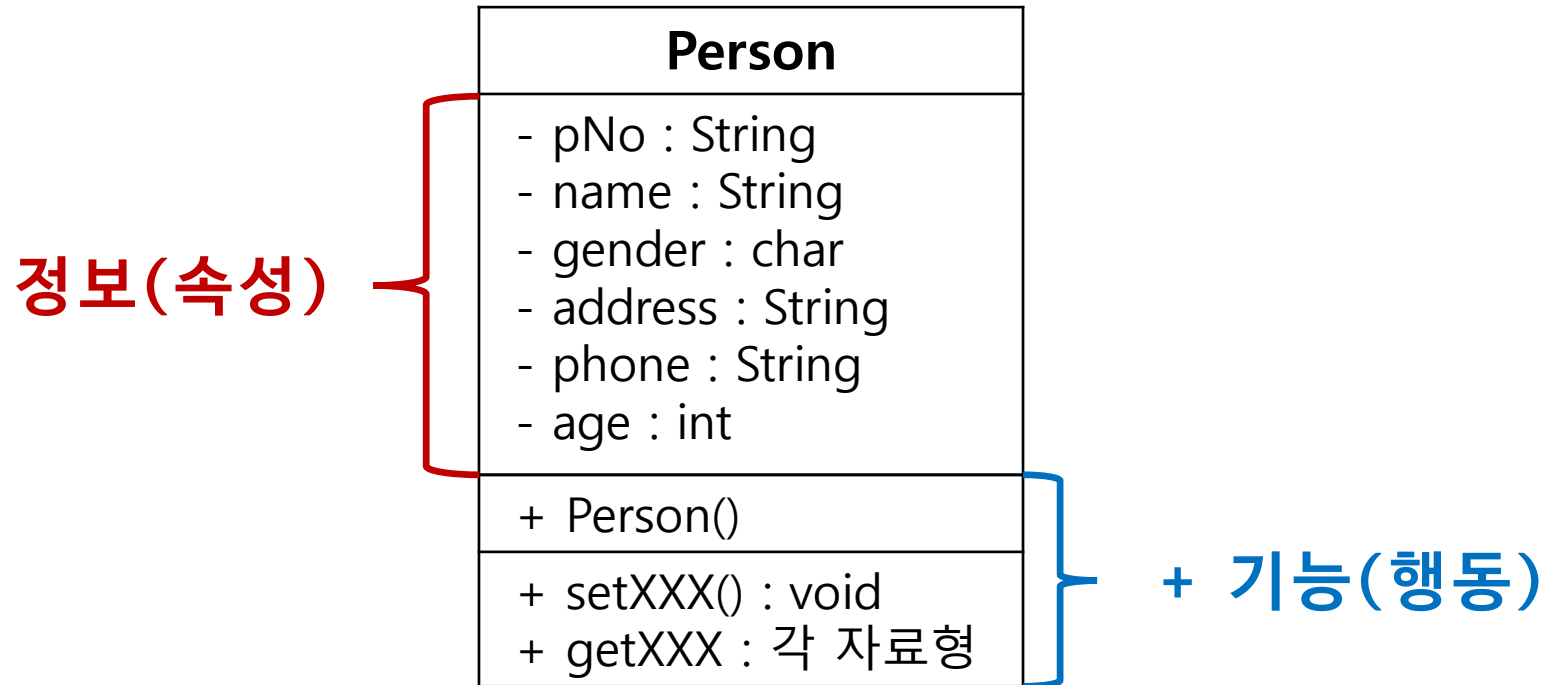 Person
- pNo : String
- name : String
- gender : char
- address : String
- phone : String
- age : int
정보(속성)
+ Person()
+ setXXX() : void
+ getXXX : 각 자료형
+ 기능(행동)